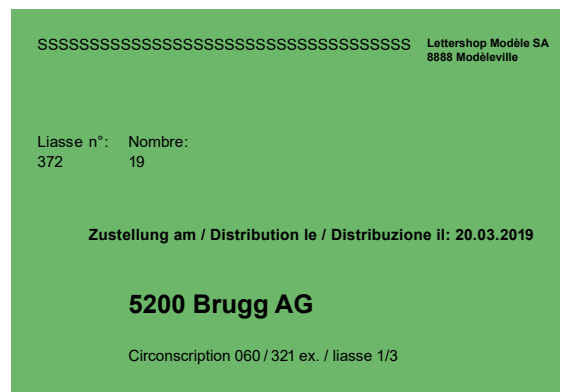 SSSSSSSSSSSSSSSSSSSSSSSSSSSSSSSSSSSS Lettershop Modèle SA
8888 Modèleville
Liasse n°: Nombre:
372 19
Zustellung am / Distribution le / Distribuzione il: 20.03.2019
5200 Brugg AG
Circonscription 060 / 321 ex. / liasse 1/3